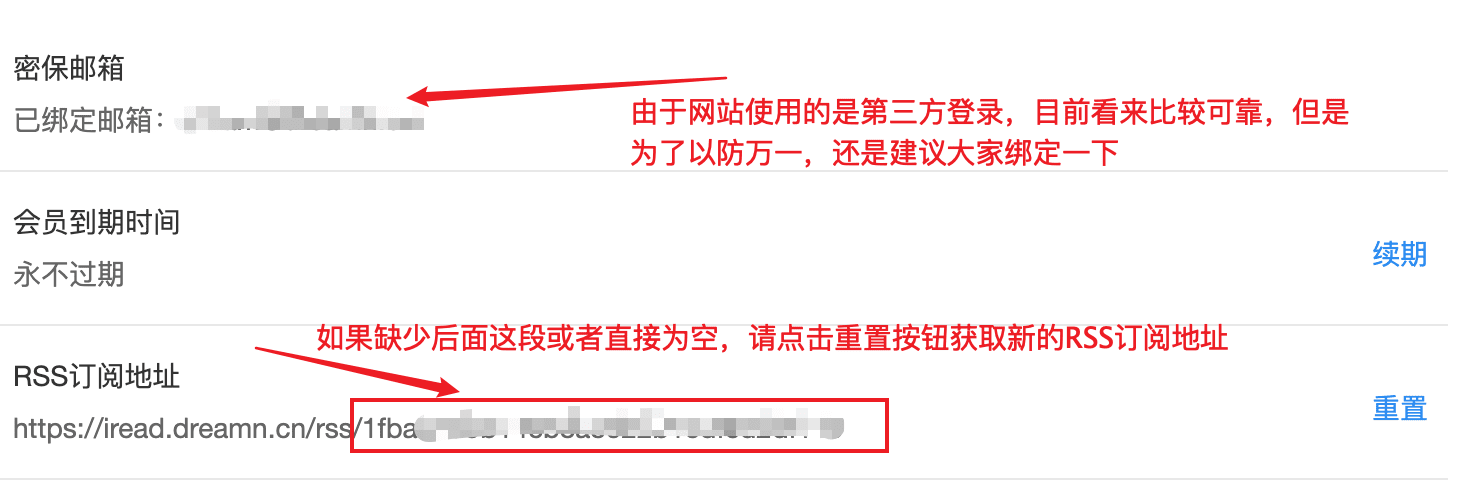 密保邮箱
已绑定邮箱：
由于网站使用的是第三方登录，目前看来比较可靠，但是
为了以防万一，还是建议大家绑定一下
会员到期时间
永不过期
续期
如果缺少后面这段或者直接为空，请点击重置按钮获取新的RSS订阅地址
RSS订阅地址
https://iread.dreamn.cn/rss/1fba
重置